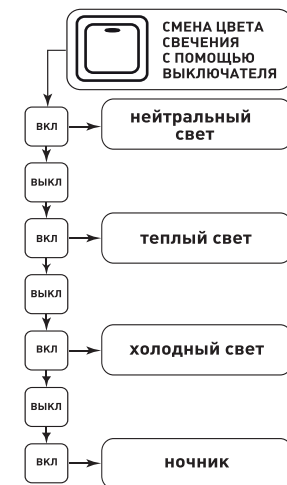 СМЕНА ЦВЕТА
СВЕЧЕНИЯ
С ПОМОЩЬЮ
ВЫКЛЮЧАТЕЛЯ
ВКЛ
нейтральный
свет
ВЫКЛ
ВКЛ
теплый свет
ВЫКЛ
ВКЛ
холодный свет
ВЫКЛ
ВКЛ
ночник